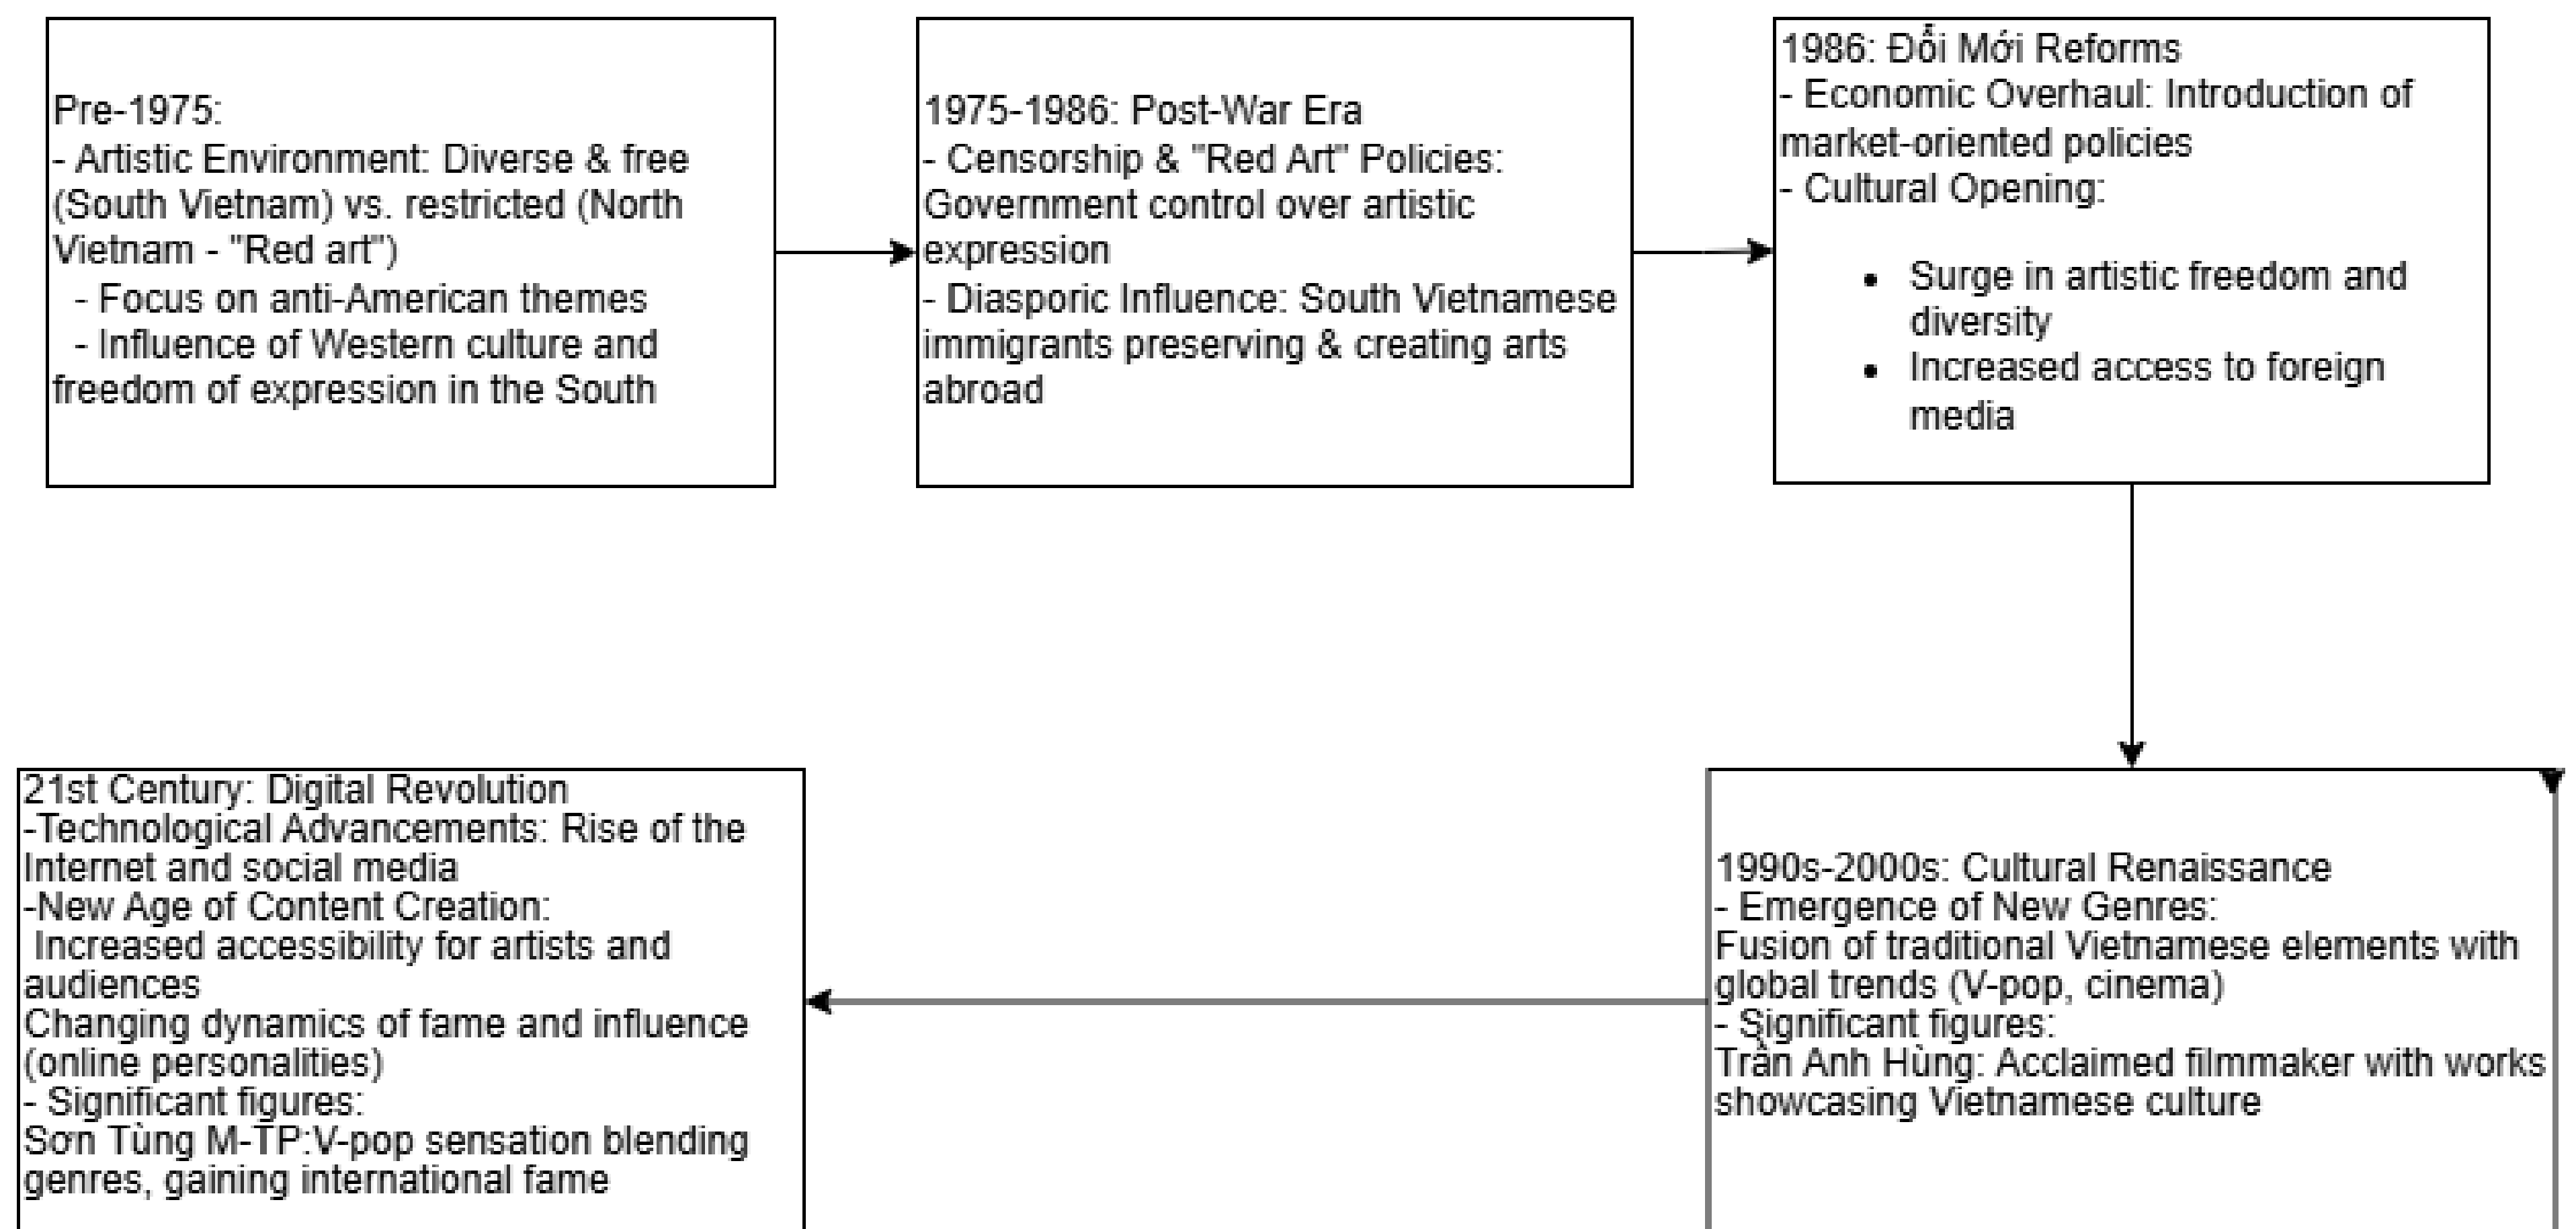 Pre-1975:
- Artistic Environment: Diverse & free
(South Vietnam) vs. restricted (North
Vietnam - "Red art")
- Focus on anti-American themes
- Influence of Western culture and
freedom of expression in the South
1975-1986: Post-War Era
- Censorship & "Red Art" Policies:
Government control over artistic
expression
- Diasporic Influence: South Vietnamese
immigrants preserving & creating arts
abroad
1986: Đổi Mới Reforms
- Economic Overhaul: Introduction of
market-oriented policies
- Cultural Opening:
• Surge in artistic freedom and
diversity
• Increased access to foreign
media
1990s-2000s: Cultural Renaissance
- Emergence of New Genres:
Fusion of traditional Vietnamese elements with
global trends (V-pop, cinema)
- Significant figures:
Trần Anh Hùng: Acclaimed filmmaker with works
showcasing Vietnamese culture
21st Century: Digital Revolution
-Technological Advancements: Rise of the
Internet and social media
-New Age of Content Creation:
Increased accessibility for artists and
audiences
Changing dynamics of fame and influence
(online personalities)
- Significant figures:
Sơn Tùng M-TP:V-pop sensation blending
genres, gaining international fame